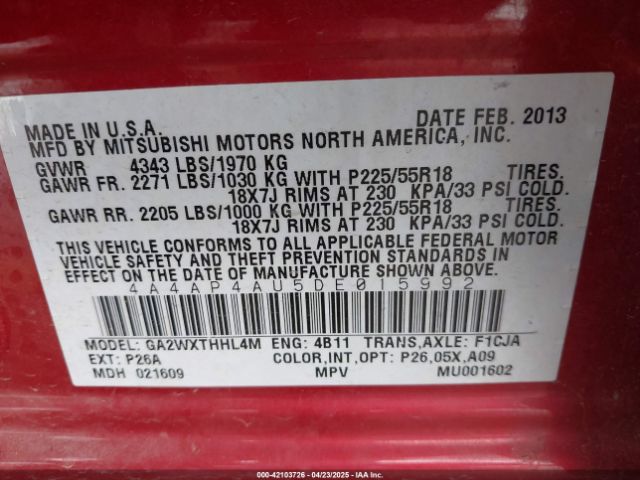 MADE IN U.S.A. DATE FEB. 2013
MFD BY MITSUBISHI MOTORS NORTH AMERICA, INC.
GVWR 4343 LBS/1970 KG
GAWR FR. 2271 LBS/1030 KG WITH P225/55R18 TIRES.
18X7J RIMS AT 230 KPA/33 PSI COLD.
GAWR RR. 2205 LBS/1000 KG WITH P225/55R18 TIRES.
18X7J RIMS AT 230 KPA/33 PSI COLD.
THIS VEHICLE CONFORMS TO ALL APPLICABLE FEDERAL MOTOR
VEHICLE SAFETY AND THEFT PREVENTION STANDARDS IN
EFFECT ON THE DATE OF MANUFACTURE SHOWN ABOVE.
4A4AP4AU5DE015992
MODEL: GA2WXTHHL4M ENG: 4B11 TRANS,AXLE: F1CJA
EXT: P26A COLOR,INT,OPT: P26,05X,A09
MDH 021609 MPV MU001602
000-42103726 - 04/23/2025 - IAA Inc.